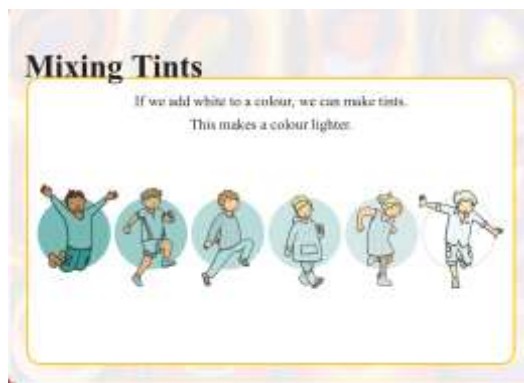 Mixing Tints
If we add white to a colour, we can make tints.
This makes a colour lighter.